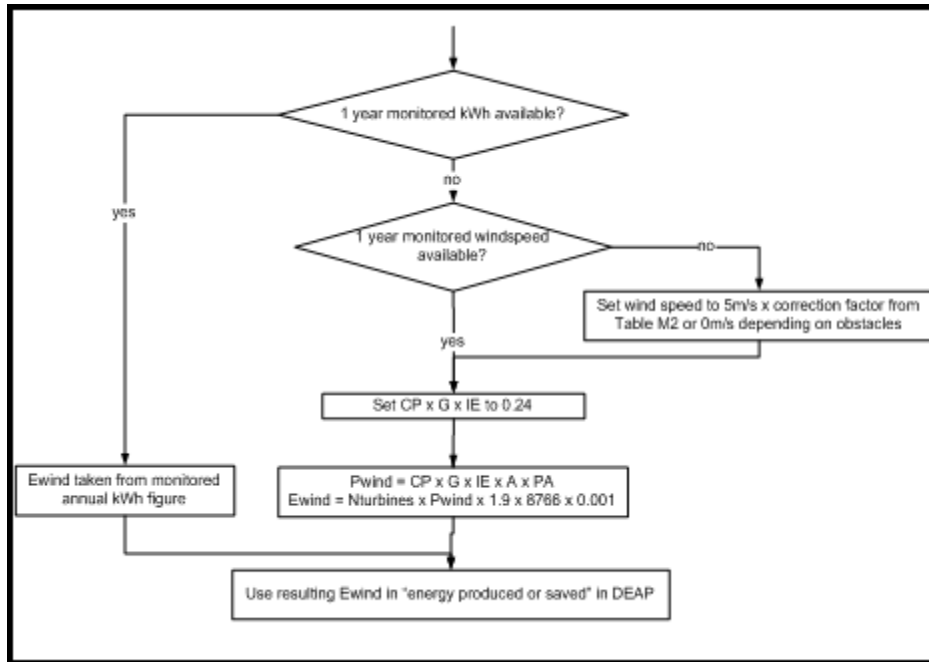 1 year monitored kWh available?
no
yes
1 year monitored windspeed
available?
no
Set wind speed to 5m/s x correction factor from
Table M2 or 0m/s depending on obstacles
yes
Set CP x G x IE to 0.24
Ewind taken from monitored
annual kWh figure
Pwind = CP x G x IE x A x PA
Ewind = Nturbines x Pwind x 1.9 x 8766 x 0.001
Use resulting Ewind in "energy produced or saved" in DEAP